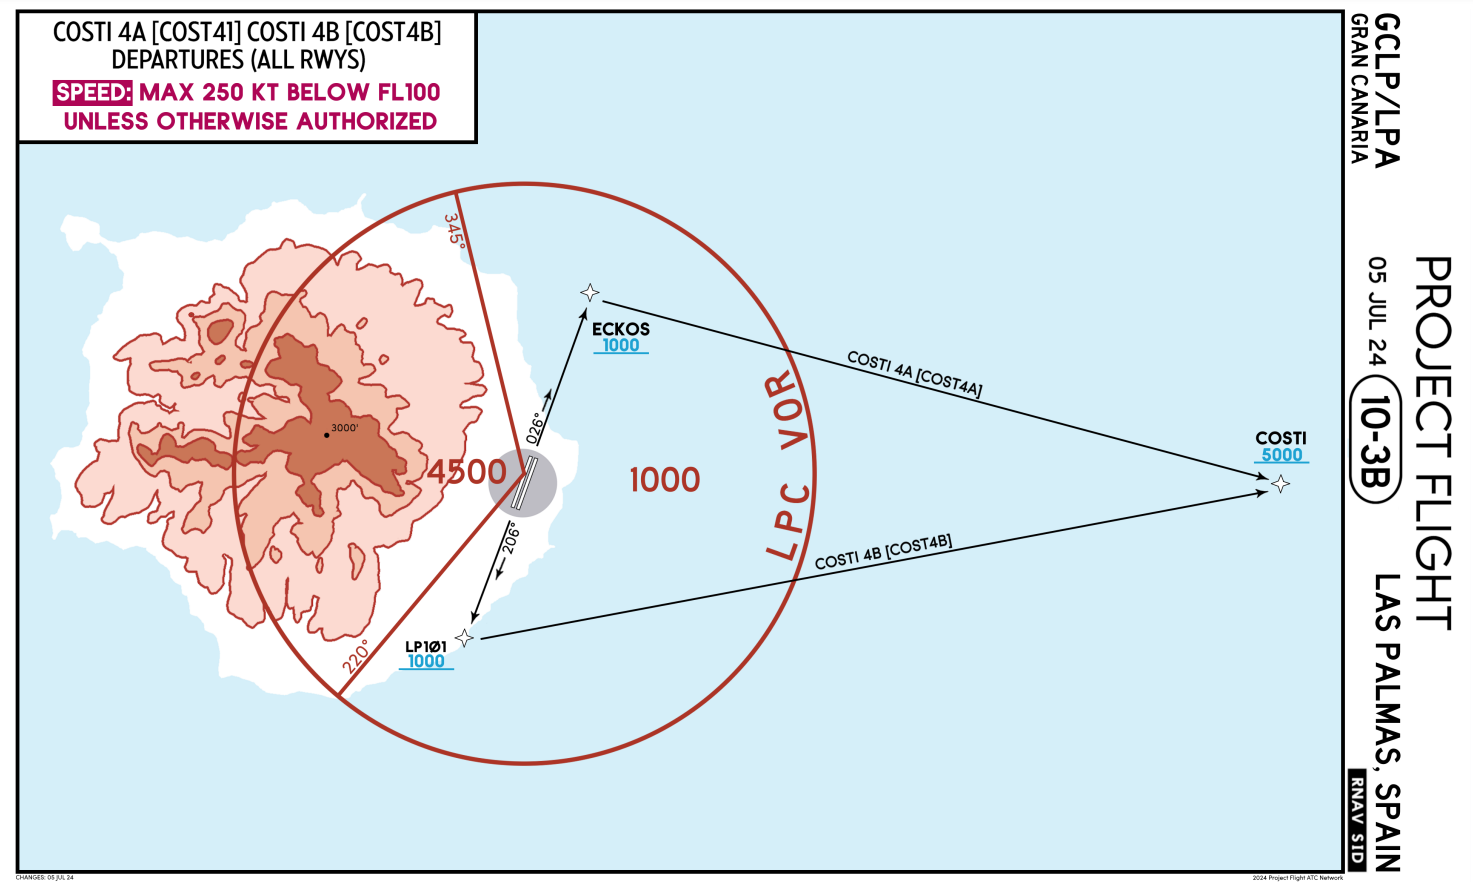 COSTI 4A [COST41] COSTI 4B [COST4B]
DEPARTURES (ALL RWYS)
SPEED: MAX 250 KT BELOW FL100
UNLESS OTHERWISE AUTHORIZED
345°
ECKOS
1000
COSTI 4A [COST4A]
LPC VOR
026°
3000'
4500
1000
COSTI
5000
206°
COSTI 4B [COST4B]
LP1Ø1
1000
220°
GCLP/LPA
GRAN CANARIA
PROJECT FLIGHT
05 JUL 24
10-3B
LAS PALMAS, SPAIN
RNAV SID
CHANGES: 05 JUL 24
2024 Project Flight ATC Network